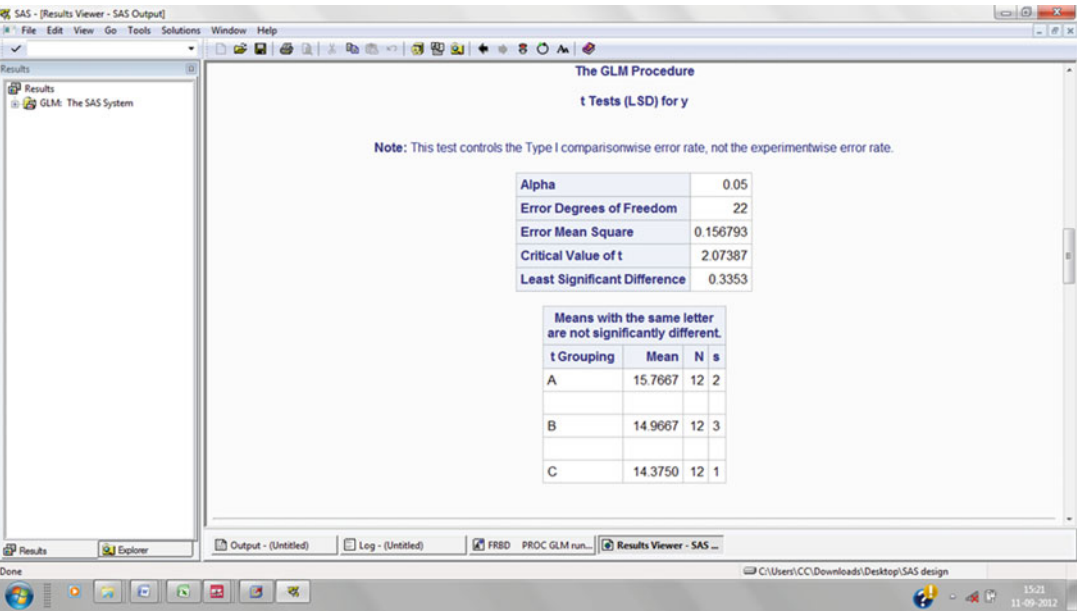 SAS - [Results Viewer - SAS Output]
File Edit View Go Tools Solutions Window Help
Results
Results
GLM: The SAS System
The GLM Procedure
t Tests (LSD) for y
Note: This test controls the Type I comparisonwise error rate, not the experimentwise error rate.
Alpha 0.05
Error Degrees of Freedom 22
Error Mean Square 0.156793
Critical Value of t 2.07387
Least Significant Difference 0.3353
Means with the same letter
are not significantly different.
t Grouping Mean N s
A 15.7667 12 2
B 14.9667 12 3
C 14.3750 12 1
Results Explorer
Output - (Untitled) Log - (Untitled) FRBD PROC GLM run... Results Viewer - SAS ...
Done C:\Users\CC\Downloads\Desktop\SAS design
15:21
11-09-2012